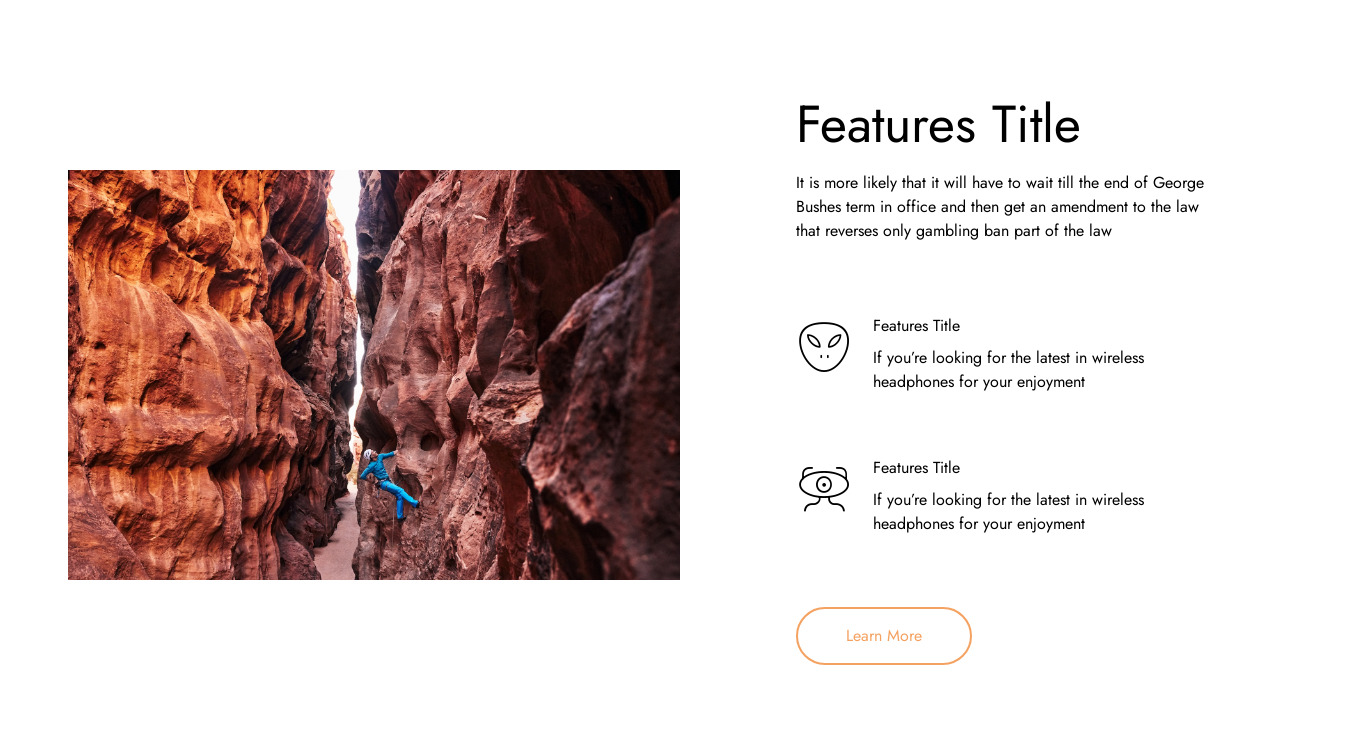 Features Title
It is more likely that it will have to wait till the end of George
Bushes term in office and then get an amendment to the law
that reverses only gambling ban part of the law
Features Title
If you’re looking for the latest in wireless
headphones for your enjoyment
Features Title
If you’re looking for the latest in wireless
headphones for your enjoyment
Learn More